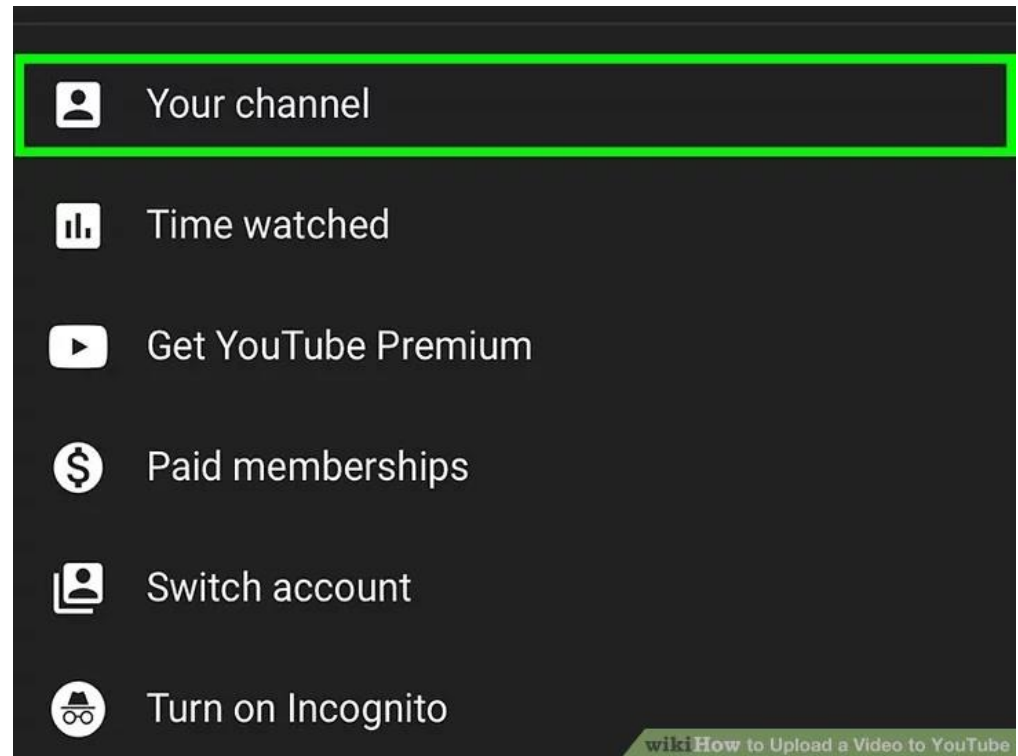 Your channel
Time watched
Get YouTube Premium
Paid memberships
Switch account
Turn on Incognito
wikiHow to Upload a Video to YouTube